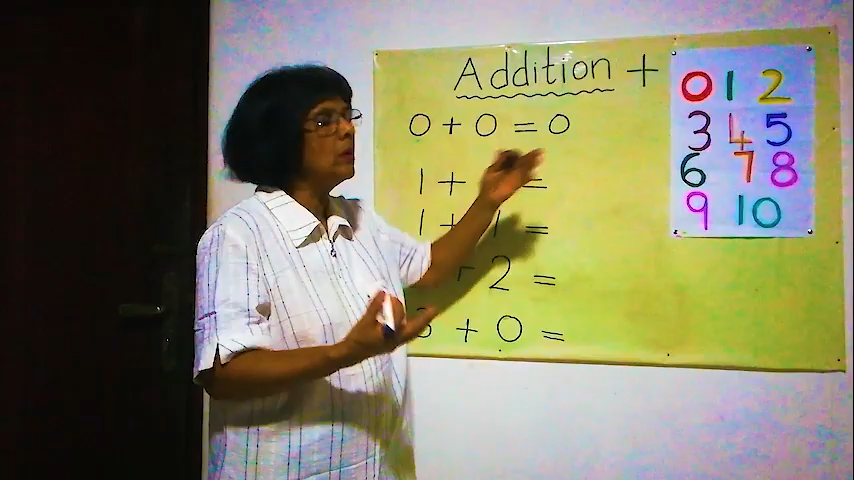 Addition +
0 + 0 = 0
1 + =
1 + 1 =
2 =
3 + 0 =
0 1 2
3 4 5
6 7 8
9 10